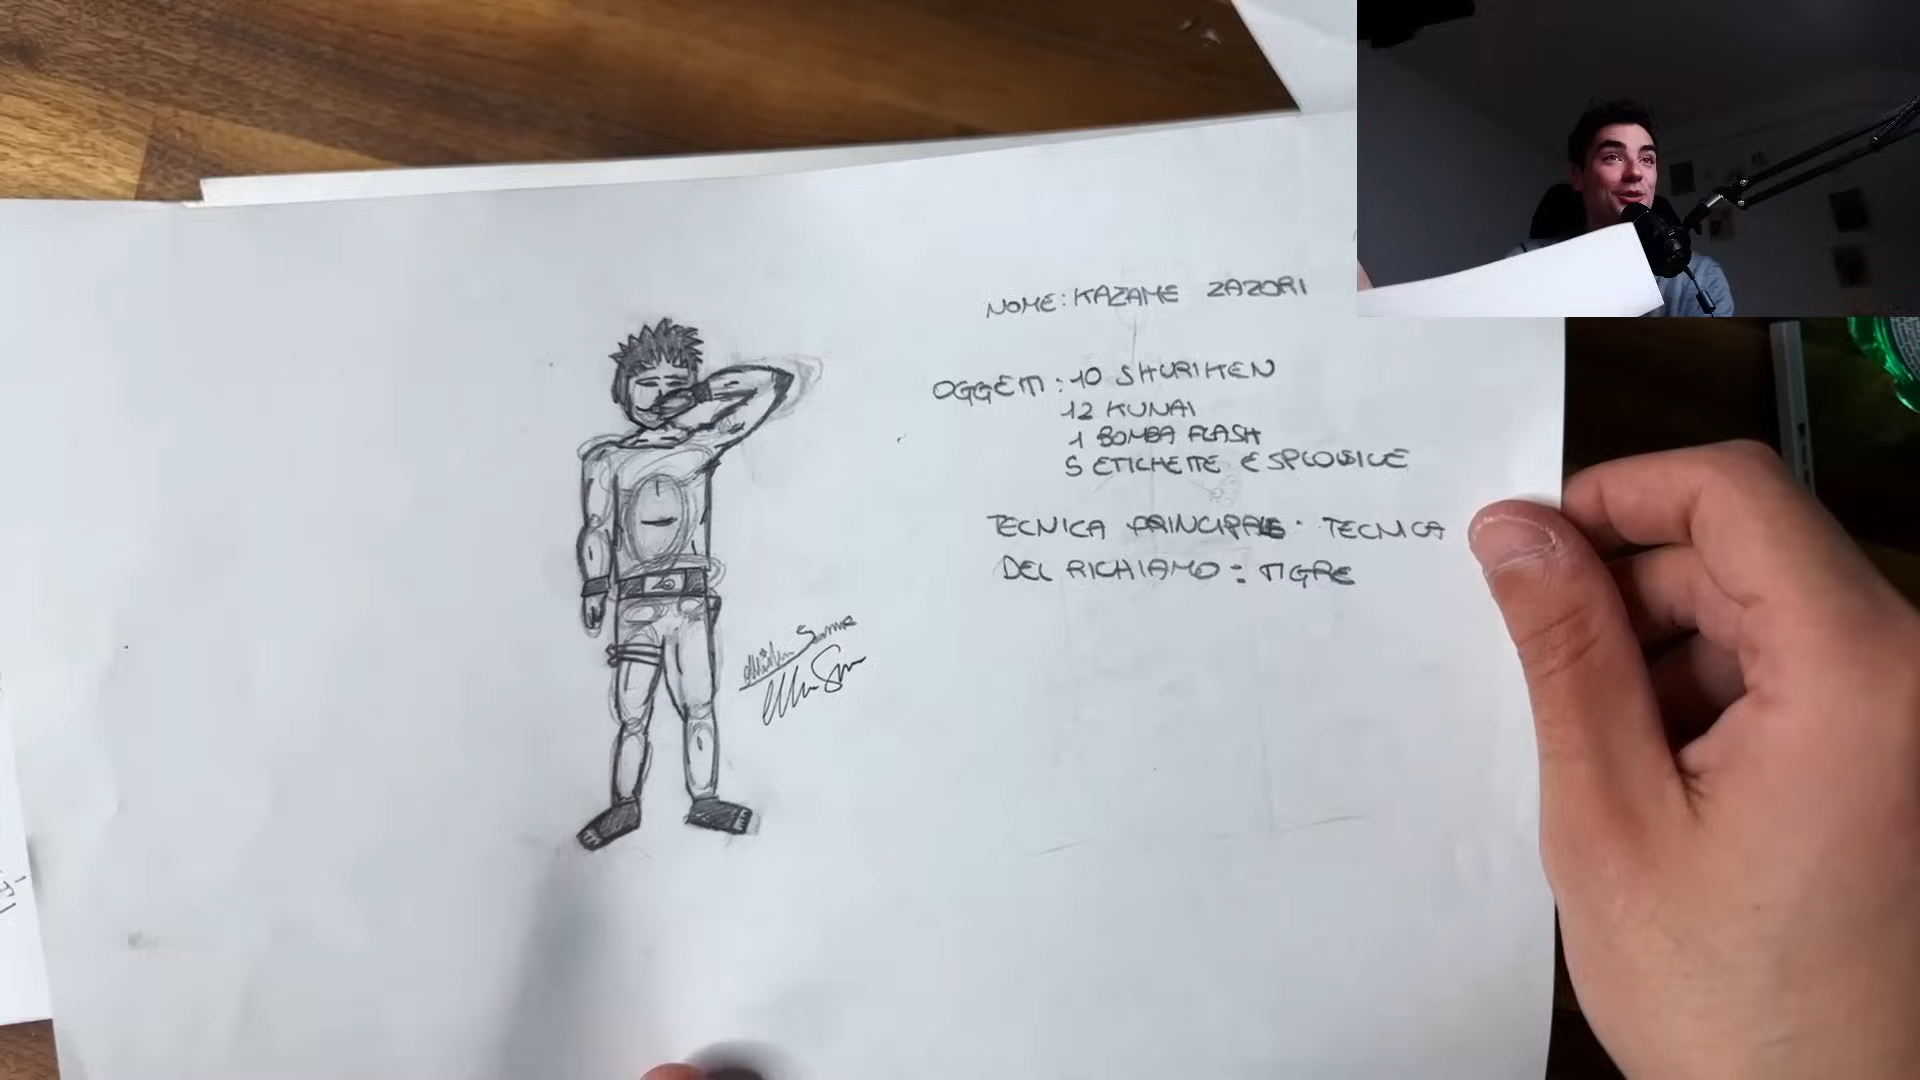 NOME: KAZAME ZAZORI
OGGETTI: 10 SHURIKEN
12 KUNAI
1 BOMBA FLASH
5 ETICHETTE ESPLOSIVE
TECNICA PRINCIPALE: TECNICA
DEL RICHIAMO: TIGRE